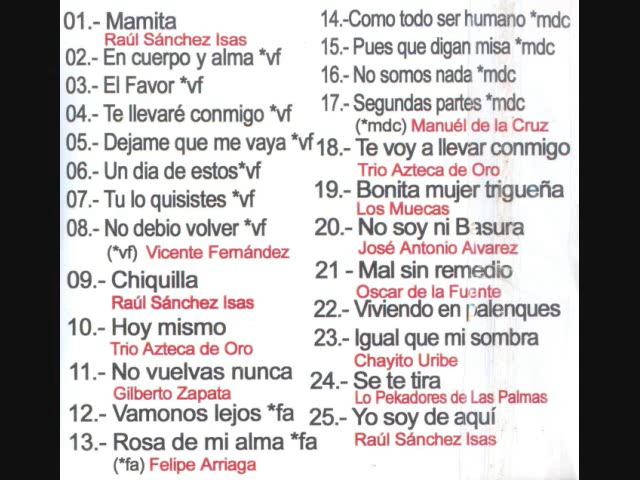 01.- Mamita
Raúl Sánchez Isas
02.- En cuerpo y alma *vf
03.- El Favor *vf
04.- Te llevaré conmigo *vf
05.- Dejame que me vaya *vf
06.- Un dia de estos*vf
07.- Tu lo quisistes *vf
08.- No debio volver *vf
(*vf) Vicente Fernández
09.- Chiquilla
Raúl Sánchez Isas
10.- Hoy mismo
Trio Azteca de Oro
11.- No vuelvas nunca
Gilberto Zapata
12.- Vamonos lejos *fa
13.- Rosa de mi alma *fa
(*fa) Felipe Arriaga
14.-Como todo ser humano *mdc
15.- Pues que digan misa *mdc
16.- No somos nada *mdc
17.- Segundas partes *mdc
(*mdc) Manuél de la Cruz
18.- Te voy a llevar conmigo
Trio Azteca de Oro
19.- Bonita mujer trigueña
Los Muecas
20.- No soy ni Basura
José Antonio Alvarez
21 - Mal sin remedio
Oscar de la Fuente
22.- Viviendo en palenques
23.- Igual que mi sombra
Chayito Uribe
24.- Se te tira
Lo Pekadores de Las Palmas
25.- Yo soy de aquí
Raúl Sánchez Isas